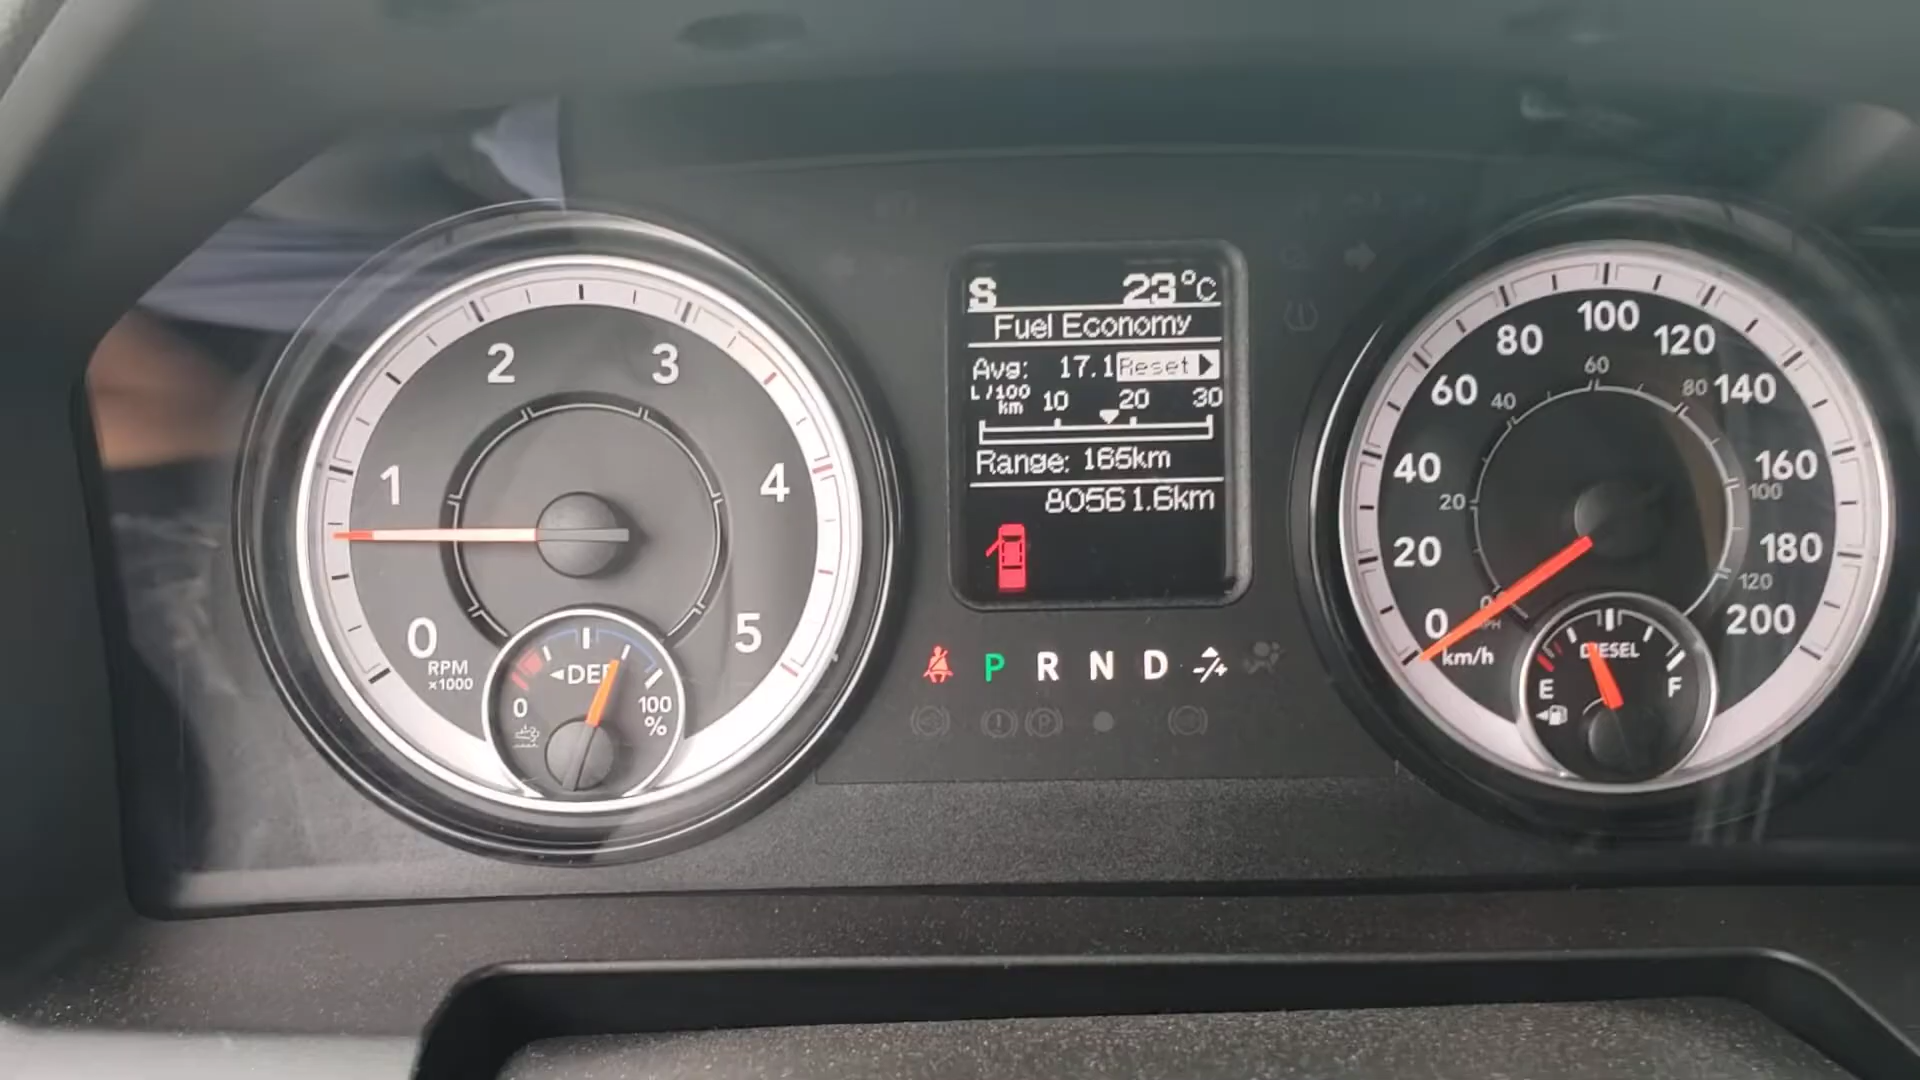 0
1
2
3
4
5
RPM
x1000
◄DEF
0
100
%
S 23°C
Fuel Economy
Avg: 17.1 Reset
L/100
km 10 20 30
Range: 165km
80561.6km
P R N D -/+
0
20
40
60
80
100
120
140
160
180
200
km/h
20
40
60
80
100
120
DIESEL
E
F